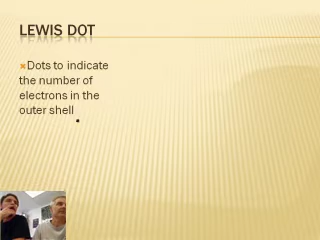 LEWIS DOT
Dots to indicate
the number of
electrons in the
outer shell